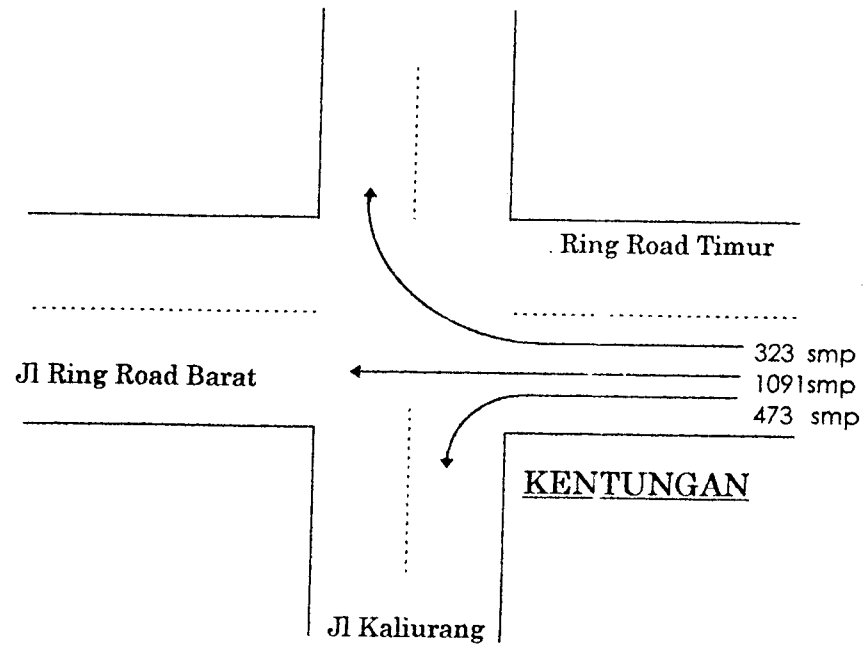 Ring Road Timur
323 smp
Jl Ring Road Barat
1091smp
473 smp
KENTUNGAN
Jl Kaliurang